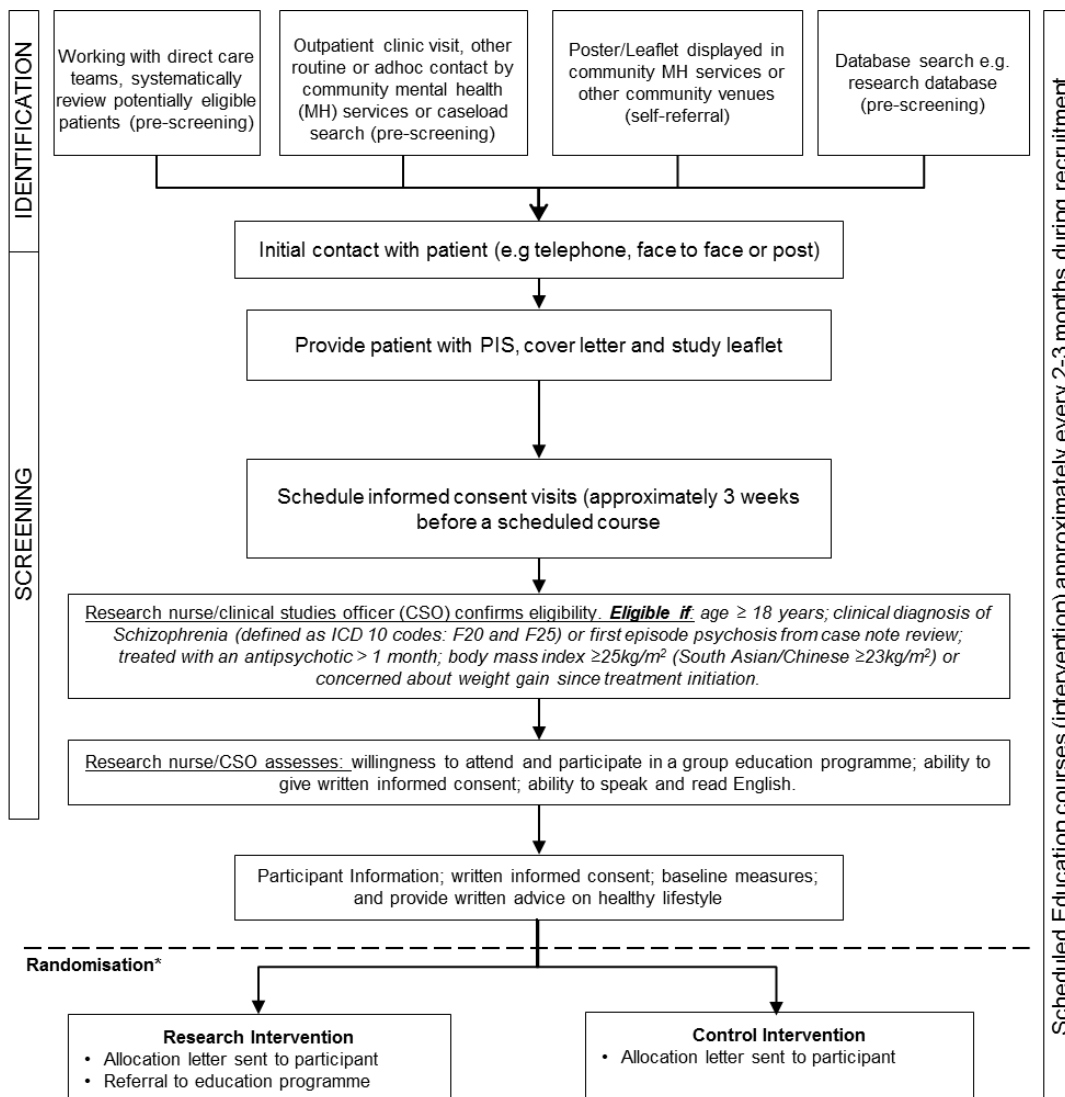 IDENTIFICATION
Working with direct care
teams, systematically
review potentially eligible
patients (pre-screening)
Outpatient clinic visit, other
routine or adhoc contact by
community mental health
(MH) services or caseload
search (pre-screening)
Poster/Leaflet displayed in
community MH services or
other community venues
(self-referral)
Database search e.g.
research database
(pre-screening)
Initial contact with patient (e.g telephone, face to face or post)
SCREENING
Provide patient with PIS, cover letter and study leaflet
Schedule informed consent visits (approximately 3 weeks
before a scheduled course
Research nurse/clinical studies officer (CSO) confirms eligibility. Eligible if: age ≥ 18 years; clinical diagnosis of
Schizophrenia (defined as ICD 10 codes: F20 and F25) or first episode psychosis from case note review;
treated with an antipsychotic > 1 month; body mass index ≥25kg/m² (South Asian/Chinese ≥23kg/m²) or
concerned about weight gain since treatment initiation.
Research nurse/CSO assesses: willingness to attend and participate in a group education programme; ability to
give written informed consent; ability to speak and read English.
Participant Information; written informed consent; baseline measures;
and provide written advice on healthy lifestyle
Randomisation*
Research Intervention
• Allocation letter sent to participant
• Referral to education programme
Control Intervention
• Allocation letter sent to participant
Scheduled Education courses (intervention) approximately every 2-3 months during recruitment